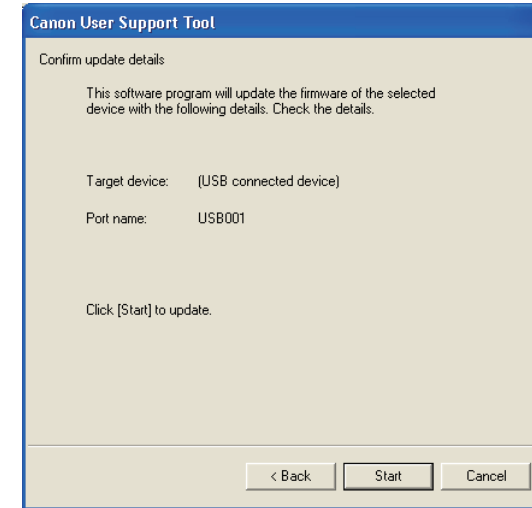 Canon User Support Tool
Confirm update details
This software program will update the firmware of the selected
device with the following details. Check the details.
Target device: (USB connected device)
Port name: USB001
Click [Start] to update.
< Back Start Cancel